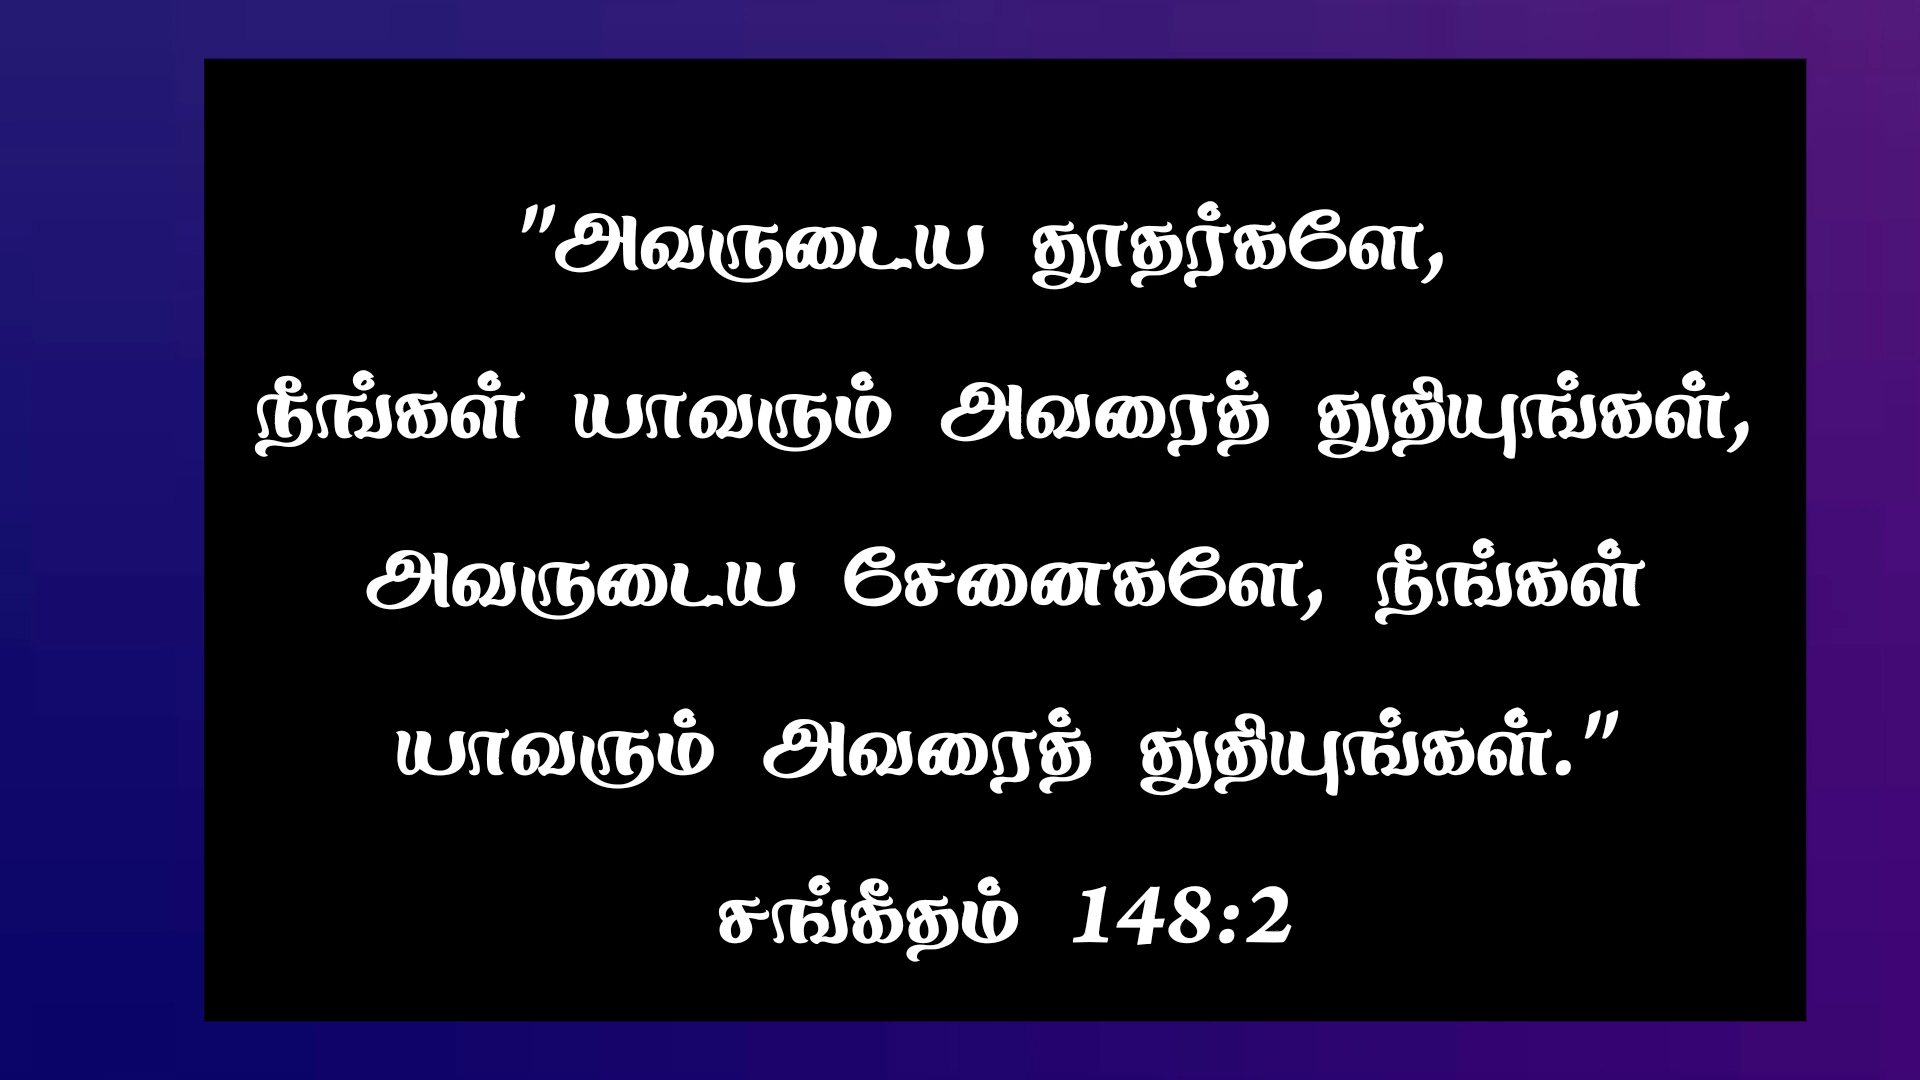 "அவருடைய தூதர்களே,
நீங்கள் யாவரும் அவரைத் துதியுங்கள்,
அவருடைய சேனைகளே, நீங்கள்
யாவரும் அவரைத் துதியுங்கள்."
சங்கீதம் 148:2